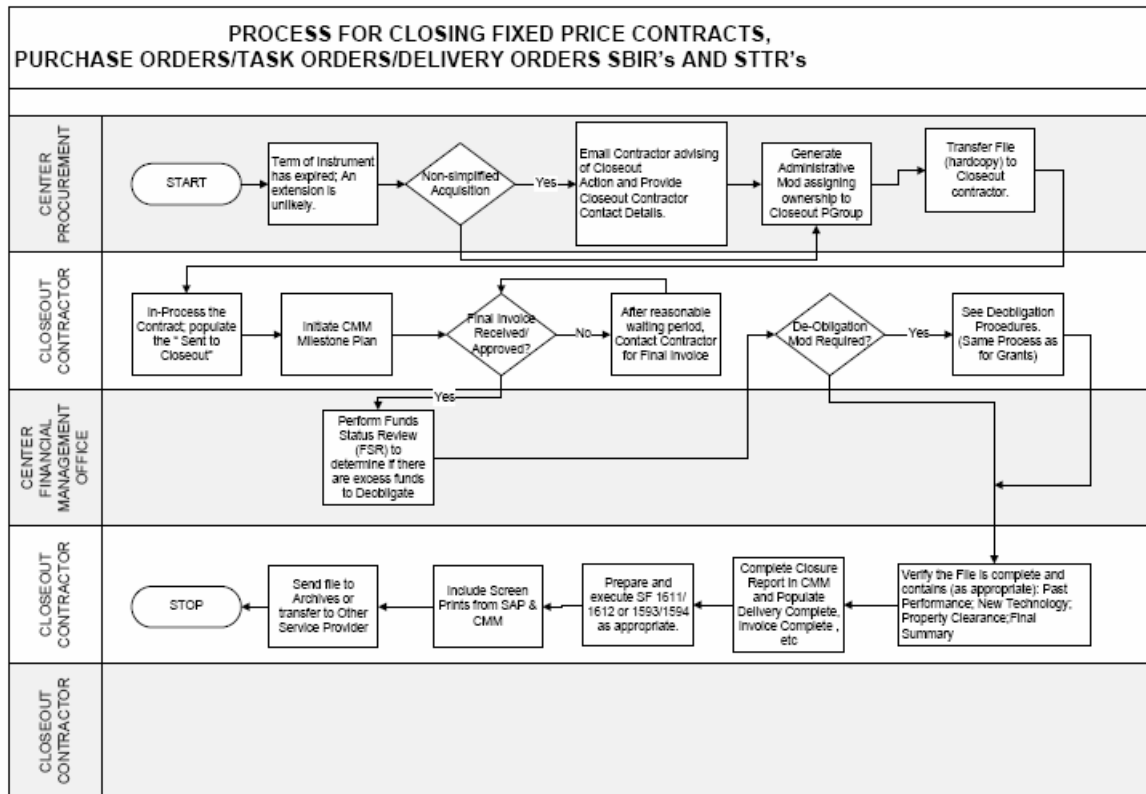 PROCESS FOR CLOSING FIXED PRICE CONTRACTS,
PURCHASE ORDERS/TASK ORDERS/DELIVERY ORDERS SBIR's AND STTR's
CENTER
PROCUREMENT
START
Term of Instrument
has expired; An
extension is
unlikely.
Non-simplified
Acquisition
Yes
Email Contractor advising
of Closeout
Action and Provide
Closeout Contractor
Contact Details.
Generate
Administrative
Mod assigning
ownership to
Closeout PGroup
Transfer File
(hardcopy) to
Closeout
contractor.
CLOSEOUT
CONTRACTOR
In-Process the
Contract; populate
the " Sent to
Closeout"
Initiate CMM
Milestone Plan
Final Invoice
Received/
Approved?
No
After reasonable
waiting period,
Contact Contractor
for Final Invoice
De-Obligation
Mod Required?
Yes
See Deobligation
Procedures.
(Same Process as
for Grants)
Yes
CENTER
FINANCIAL
MANAGEMENT
OFFICE
Perform Funds
Status Review
(FSR) to
determine if there
are excess funds
to Deobligate
CLOSEOUT
CONTRACTOR
STOP
Send file to
Archives or
transfer to Other
Service Provider
Include Screen
Prints from SAP &
CMM
Prepare and
execute SF 1611/
1612 or 1593/1594
as appropriate.
Complete Closure
Report in CMM
and Populate
Delivery Complete,
Invoice Complete ,
etc
Verify the File is complete and
contains (as appropriate): Past
Performance; New Technology;
Property Clearance;Final
Summary
CLOSEOUT
CONTRACTOR